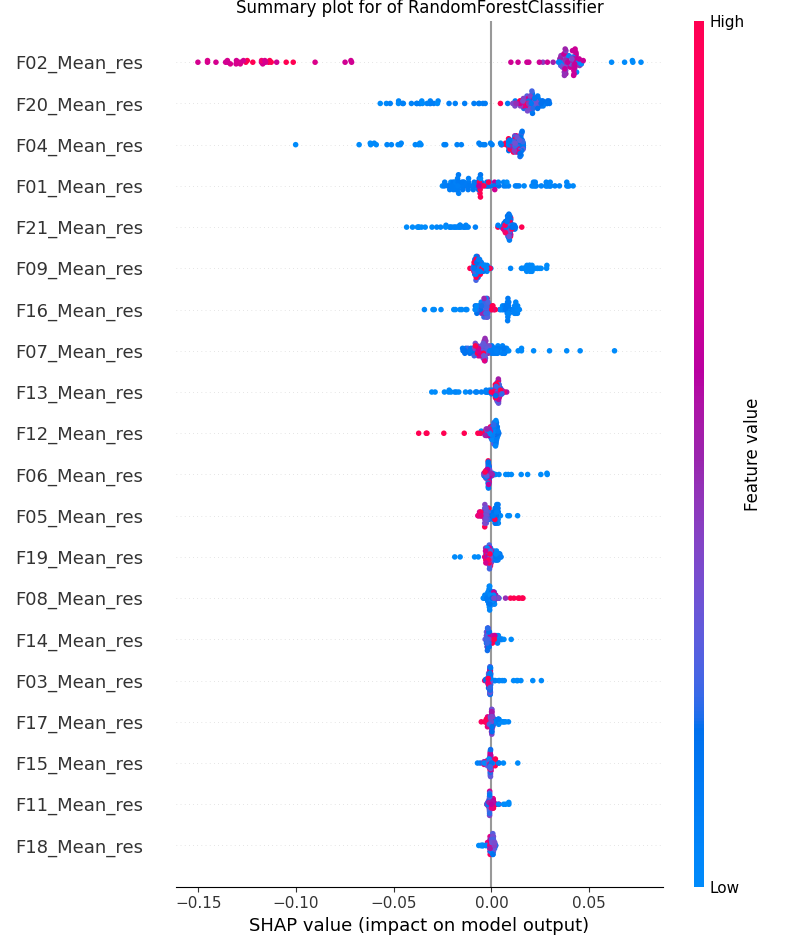 Summary plot for of RandomForestClassifier
High
F02_Mean_res
F20_Mean_res
F04_Mean_res
F01_Mean_res
F21_Mean_res
F09_Mean_res
F16_Mean_res
F07_Mean_res
F13_Mean_res
F12_Mean_res
F06_Mean_res
F05_Mean_res
F19_Mean_res
F08_Mean_res
F14_Mean_res
F03_Mean_res
F17_Mean_res
F15_Mean_res
F11_Mean_res
F18_Mean_res
Feature value
Low
−0.15 −0.10 −0.05 0.00 0.05
SHAP value (impact on model output)